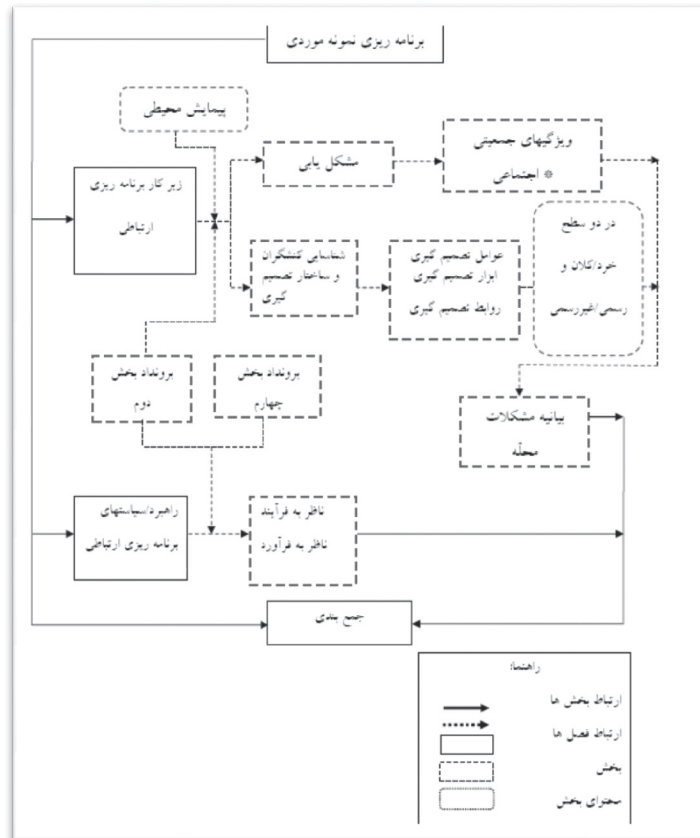 برنامه ریزی نمونه موردی
پیمایش محیطی
ویژگیهای جمعیتی
* اجتماعی
مشکل یابی
زیر کار برنامه ریزی
ارتباطی
در دو سطح
خرد/کلان و
رسمی/غیررسمی
عوامل تصمیم گیری
ابزار تصمیم گیری
روابط تصمیم گیری
شناسایی کنشگران
و ساختار تصمیم
گیری
برونداد بخش
چهارم
برونداد بخش
دوم
بیانیه مشکلات
محله
راهبرد/سیاستهای
برنامه ریزی ارتباطی
ناظر به فرآیند
ناظر به فرآورد
جمع بندی
راهنما:
ارتباط بخش ها
ارتباط فصل ها
بخش
محتوای بخش